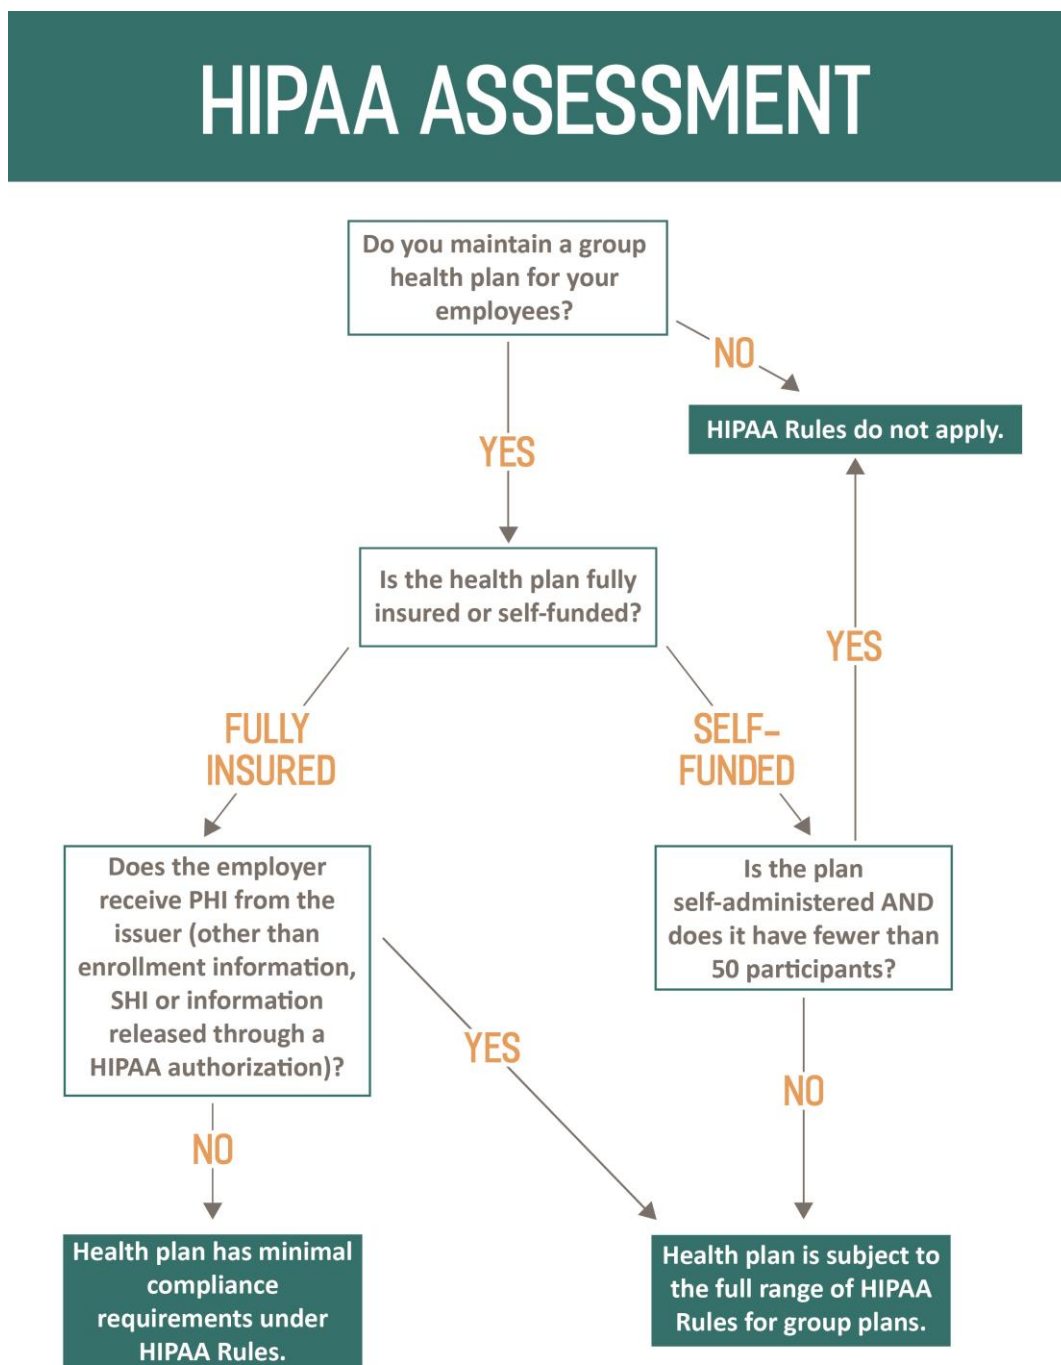 HIPAA ASSESSMENT
Do you maintain a group
health plan for your
employees?
NO
HIPAA Rules do not apply.
YES
Is the health plan fully
insured or self-funded?
YES
FULLY
INSURED
SELF-
FUNDED
Does the employer
receive PHI from the
issuer (other than
enrollment information,
SHI or information
released through a
HIPAA authorization)?
Is the plan
self-administered AND
does it have fewer than
50 participants?
YES
NO
NO
Health plan has minimal
compliance
requirements under
HIPAA Rules.
Health plan is subject to
the full range of HIPAA
Rules for group plans.